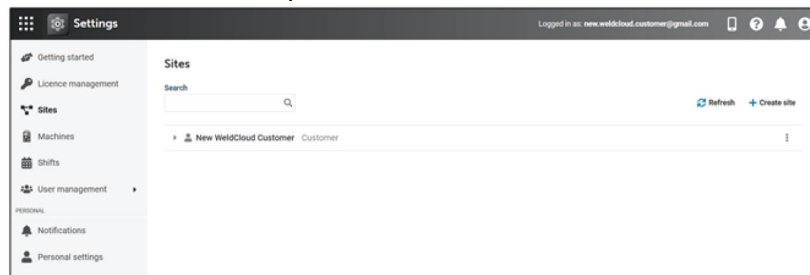 Settings
Logged in as: new.weldcloud.customer@gmail.com
Getting started
Licence management
Sites
Machines
Shifts
User management
PERSONAL
Notifications
Personal settings
Sites
Search
Refresh
Create site
New WeldCloud Customer Customer